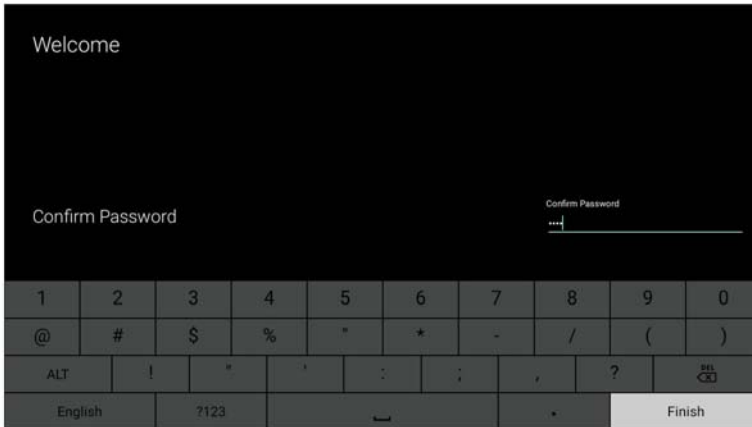 Welcome
Confirm Password
Confirm Password
••••
1 2 3 4 5 6 7 8 9 0
@ # $ % " * - / ( )
ALT ! " ' : ; , ? DEL
English ?123 . Finish